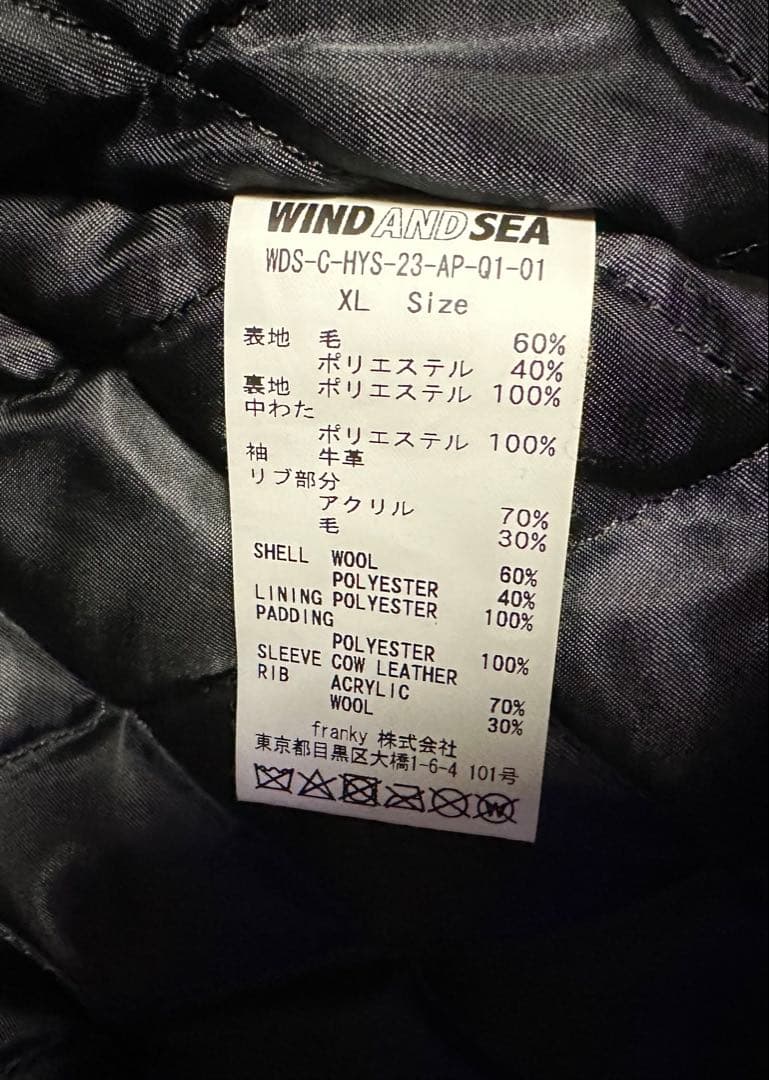 WIND AND SEA
WDS-C-HYS-23-AP-Q1-01
XL Size
表地 毛 60%
ポリエステル 40%
裏地 ポリエステル 100%
中わた
ポリエステル 100%
袖 牛革
リブ部分
アクリル 70%
毛 30%
SHELL WOOL 60%
POLYESTER 40%
LINING POLYESTER 100%
PADDING
POLYESTER 100%
SLEEVE COW LEATHER
RIB ACRYLIC 70%
WOOL 30%
franky 株式会社
東京都目黒区大橋1-6-4 101号
W